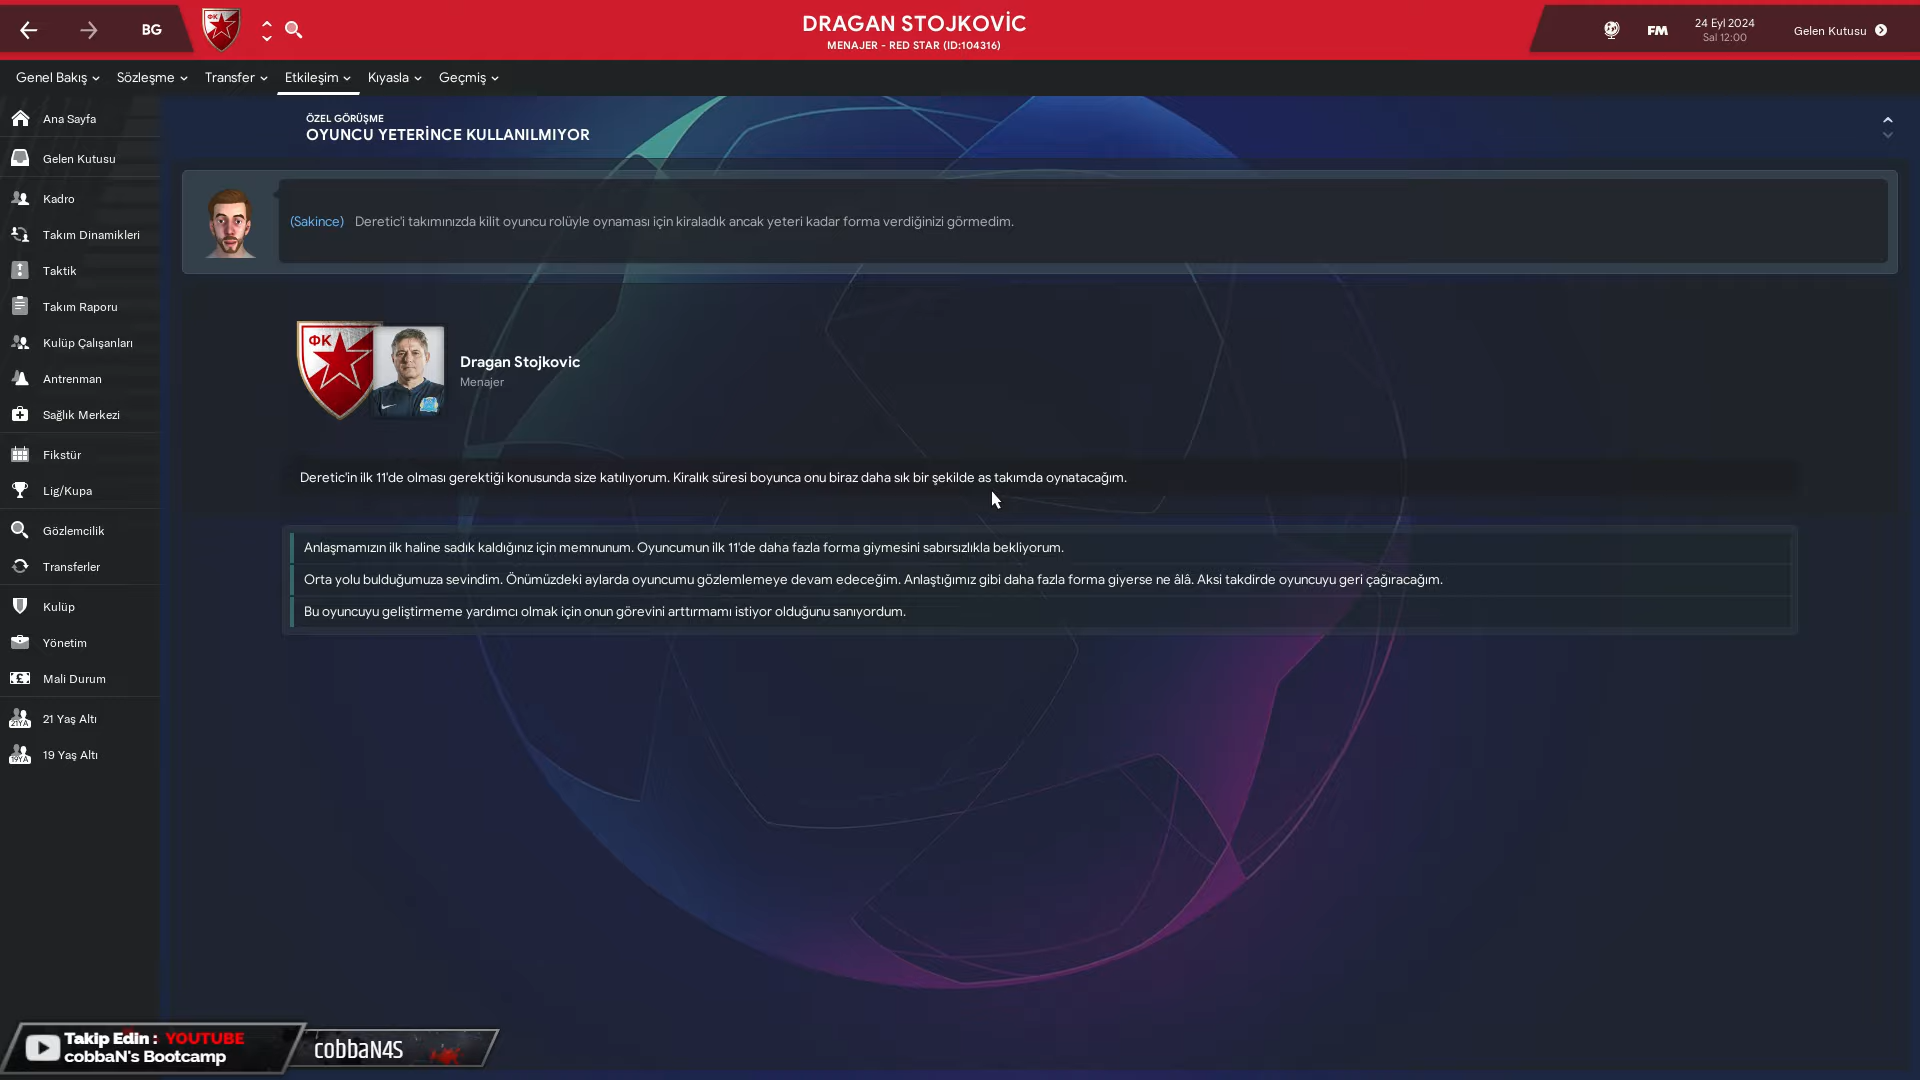 BG
DRAGAN STOJKOVİC
MENAJER - RED STAR (ID:104316)
FM
24 Eyl 2024
Sal 12:00
Gelen Kutusu
Genel Bakış
Sözleşme
Transfer
Etkileşim
Kıyasla
Geçmiş
Ana Sayfa
Gelen Kutusu
Kadro
Takım Dinamikleri
Taktik
Takım Raporu
Kulüp Çalışanları
Antrenman
Sağlık Merkezi
Fikstür
Lig/Kupa
Gözlemcilik
Transferler
Kulüp
Yönetim
Mali Durum
21YA
21 Yaş Altı
19YA
19 Yaş Altı
ÖZEL GÖRÜŞME
OYUNCU YETERİNCE KULLANILMIYOR
(Sakince) Deretic'i takımınızda kilit oyuncu rolüyle oynaması için kiraladık ancak yeteri kadar forma verdiğinizi görmedim.
ФК
Dragan Stojkovic
Menajer
Deretic'in ilk 11'de olması gerektiği konusunda size katılıyorum. Kiralık süresi boyunca onu biraz daha sık bir şekilde as takımda oynatacağım.
Anlaşmamızın ilk haline sadık kaldığınız için memnunum. Oyuncumun ilk 11'de daha fazla forma giymesini sabırsızlıkla bekliyorum.
Orta yolu bulduğumuza sevindim. Önümüzdeki aylarda oyuncumu gözlemlemeye devam edeceğim. Anlaştığımız gibi daha fazla forma giyerse ne âlâ. Aksi takdirde oyuncuyu geri çağıracağım.
Bu oyuncuyu geliştirmeme yardımcı olmak için onun görevini arttırmamı istiyor olduğunu sanıyordum.
Takip Edin : YOUTUBE
cobbaN's Bootcamp
cobbaN4S